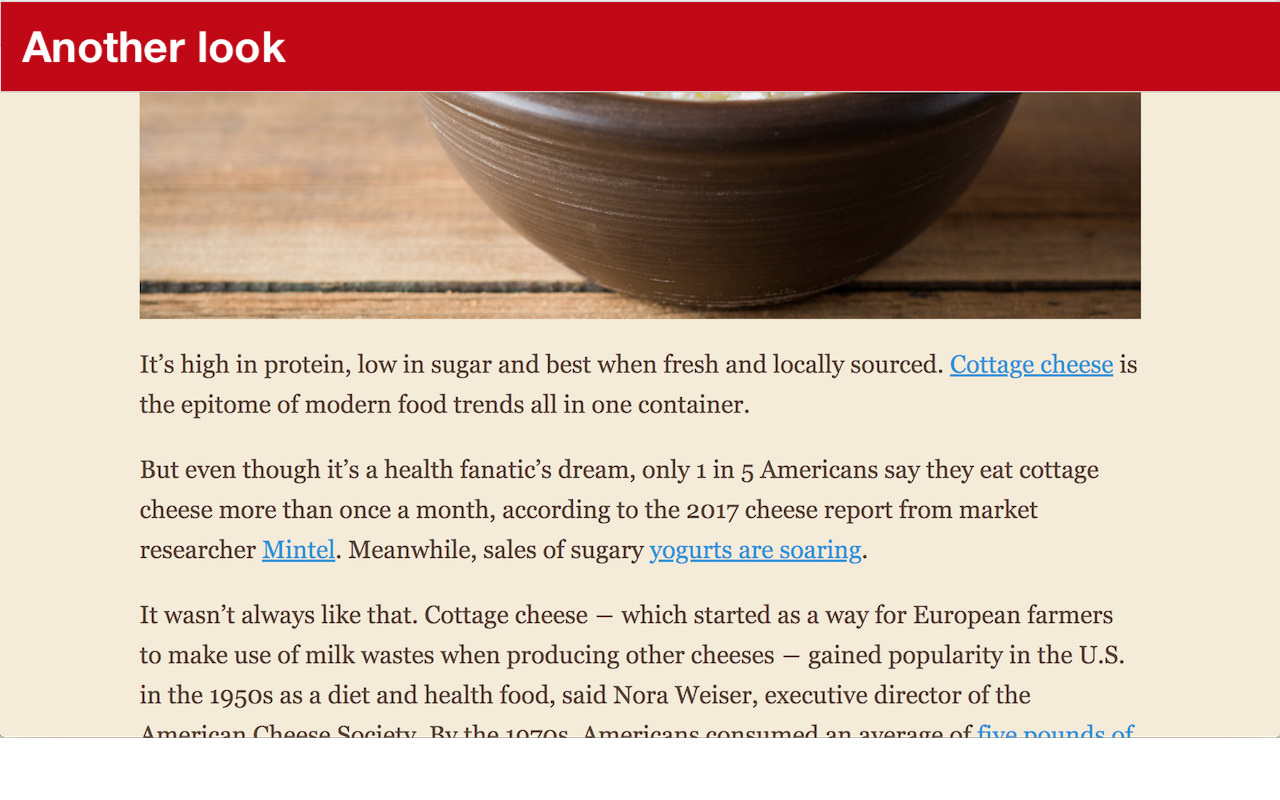 Another look
It’s high in protein, low in sugar and best when fresh and locally sourced. Cottage cheese is
the epitome of modern food trends all in one container.
But even though it’s a health fanatic’s dream, only 1 in 5 Americans say they eat cottage
cheese more than once a month, according to the 2017 cheese report from market
researcher Mintel. Meanwhile, sales of sugary yogurts are soaring.
It wasn’t always like that. Cottage cheese — which started as a way for European farmers
to make use of milk wastes when producing other cheeses — gained popularity in the U.S.
in the 1950s as a diet and health food, said Nora Weiser, executive director of the
American Cheese Society. By the 1970s, Americans consumed an average of five pounds of